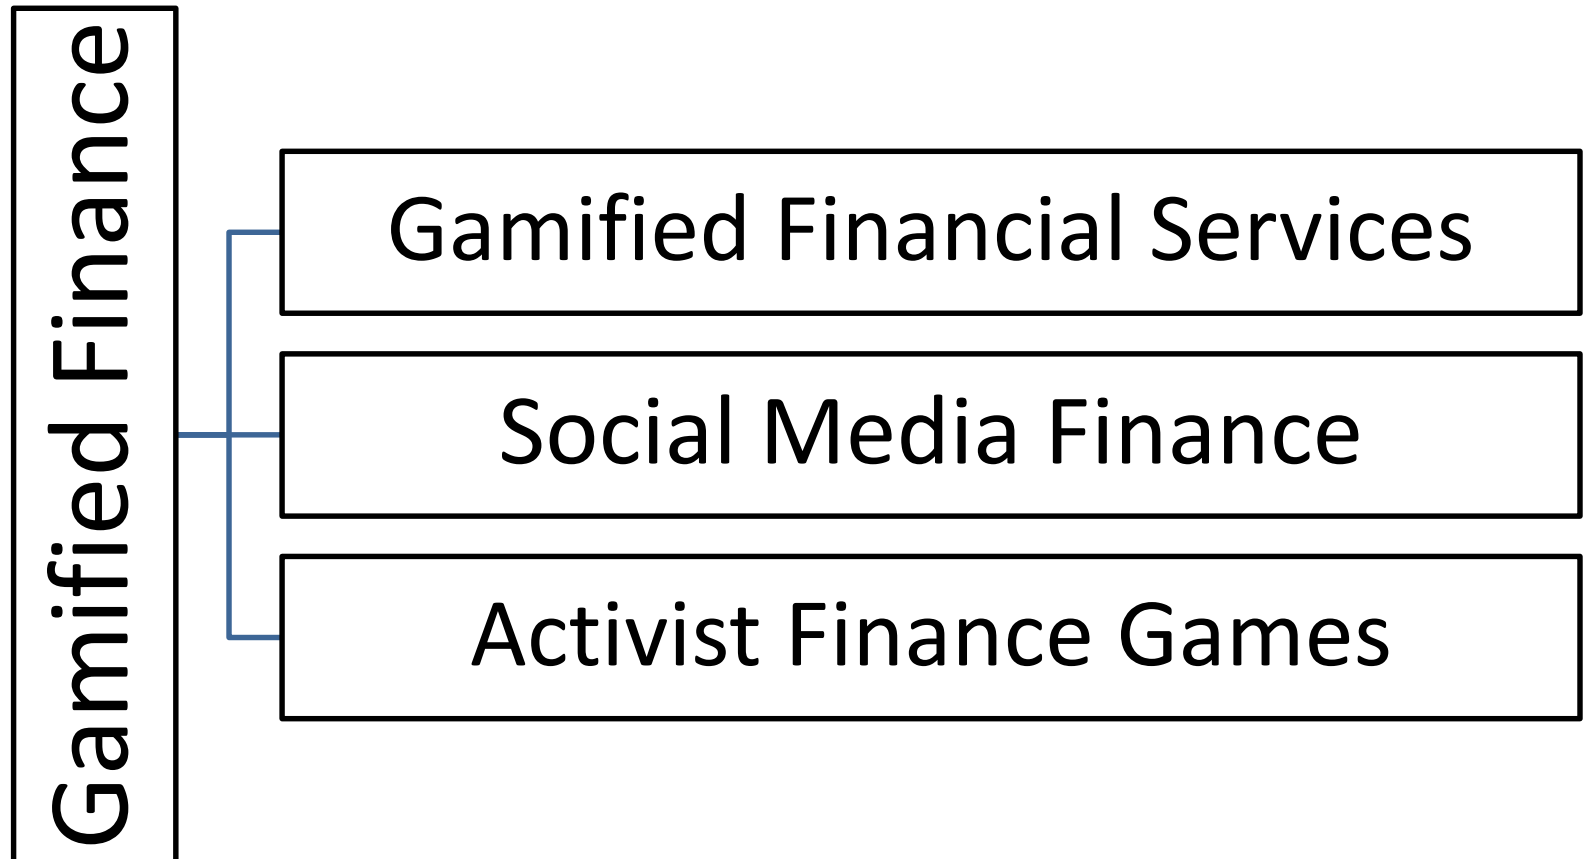 Gamified Finance
Gamified Financial Services
Social Media Finance
Activist Finance Games